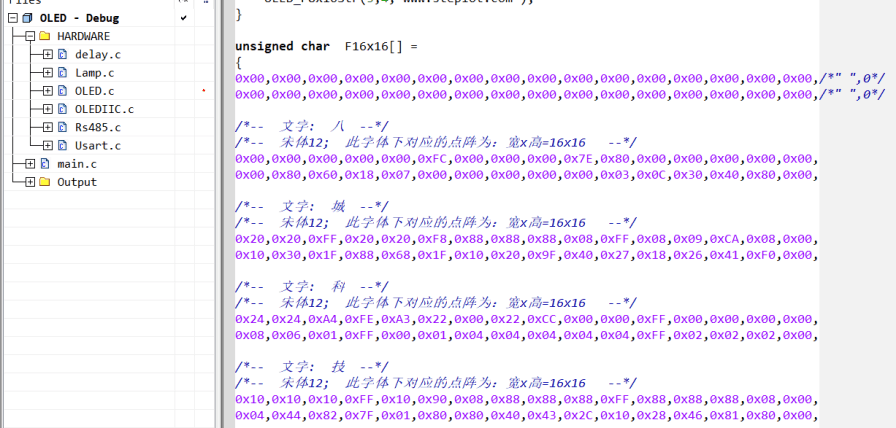 OLED - Debug
HARDWARE
delay.c
Lamp.c
OLED.c
OLEDIIC.c
Rs485.c
Usart.c
main.c
Output
}
unsigned char F16x16[] =
{
0x00,0x00,0x00,0x00,0x00,0x00,0x00,0x00,0x00,0x00,0x00,0x00,0x00,0x00,0x00,0x00,/*" ",0*/
0x00,0x00,0x00,0x00,0x00,0x00,0x00,0x00,0x00,0x00,0x00,0x00,0x00,0x00,0x00,0x00,/*" ",0*/
/*-- 文字: 八 --*/
/*-- 宋体12; 此字体下对应的点阵为：宽x高=16x16 --*/
0x00,0x00,0x00,0x00,0x00,0xFC,0x00,0x00,0x00,0x7E,0x80,0x00,0x00,0x00,0x00,0x00,
0x00,0x80,0x60,0x18,0x07,0x00,0x00,0x00,0x00,0x00,0x03,0x0C,0x30,0x40,0x80,0x00,
/*-- 文字: 城 --*/
/*-- 宋体12; 此字体下对应的点阵为：宽x高=16x16 --*/
0x20,0x20,0xFF,0x20,0x20,0xF8,0x88,0x88,0x88,0x08,0xFF,0x08,0x09,0xCA,0x08,0x00,
0x10,0x30,0x1F,0x88,0x68,0x1F,0x10,0x20,0x9F,0x40,0x27,0x18,0x26,0x41,0xF0,0x00,
/*-- 文字: 科 --*/
/*-- 宋体12; 此字体下对应的点阵为：宽x高=16x16 --*/
0x24,0x24,0xA4,0xFE,0xA3,0x22,0x00,0x22,0xCC,0x00,0x00,0xFF,0x00,0x00,0x00,0x00,
0x08,0x06,0x01,0xFF,0x00,0x01,0x04,0x04,0x04,0x04,0x04,0xFF,0x02,0x02,0x02,0x00,
/*-- 文字: 技 --*/
/*-- 宋体12; 此字体下对应的点阵为：宽x高=16x16 --*/
0x10,0x10,0x10,0xFF,0x10,0x90,0x08,0x88,0x88,0x88,0xFF,0x88,0x88,0x88,0x08,0x00,
0x04,0x44,0x82,0x7F,0x01,0x80,0x80,0x40,0x43,0x2C,0x10,0x28,0x46,0x81,0x80,0x00,